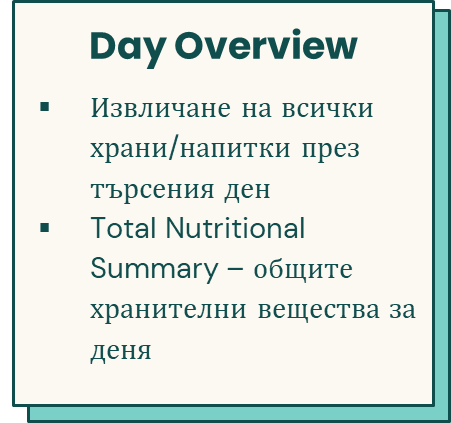 Day Overview
▪ Извличане на всички
храни/напитки през
търсения ден
▪ Total Nutritional
Summary – общите
хранителни вещества за
деня